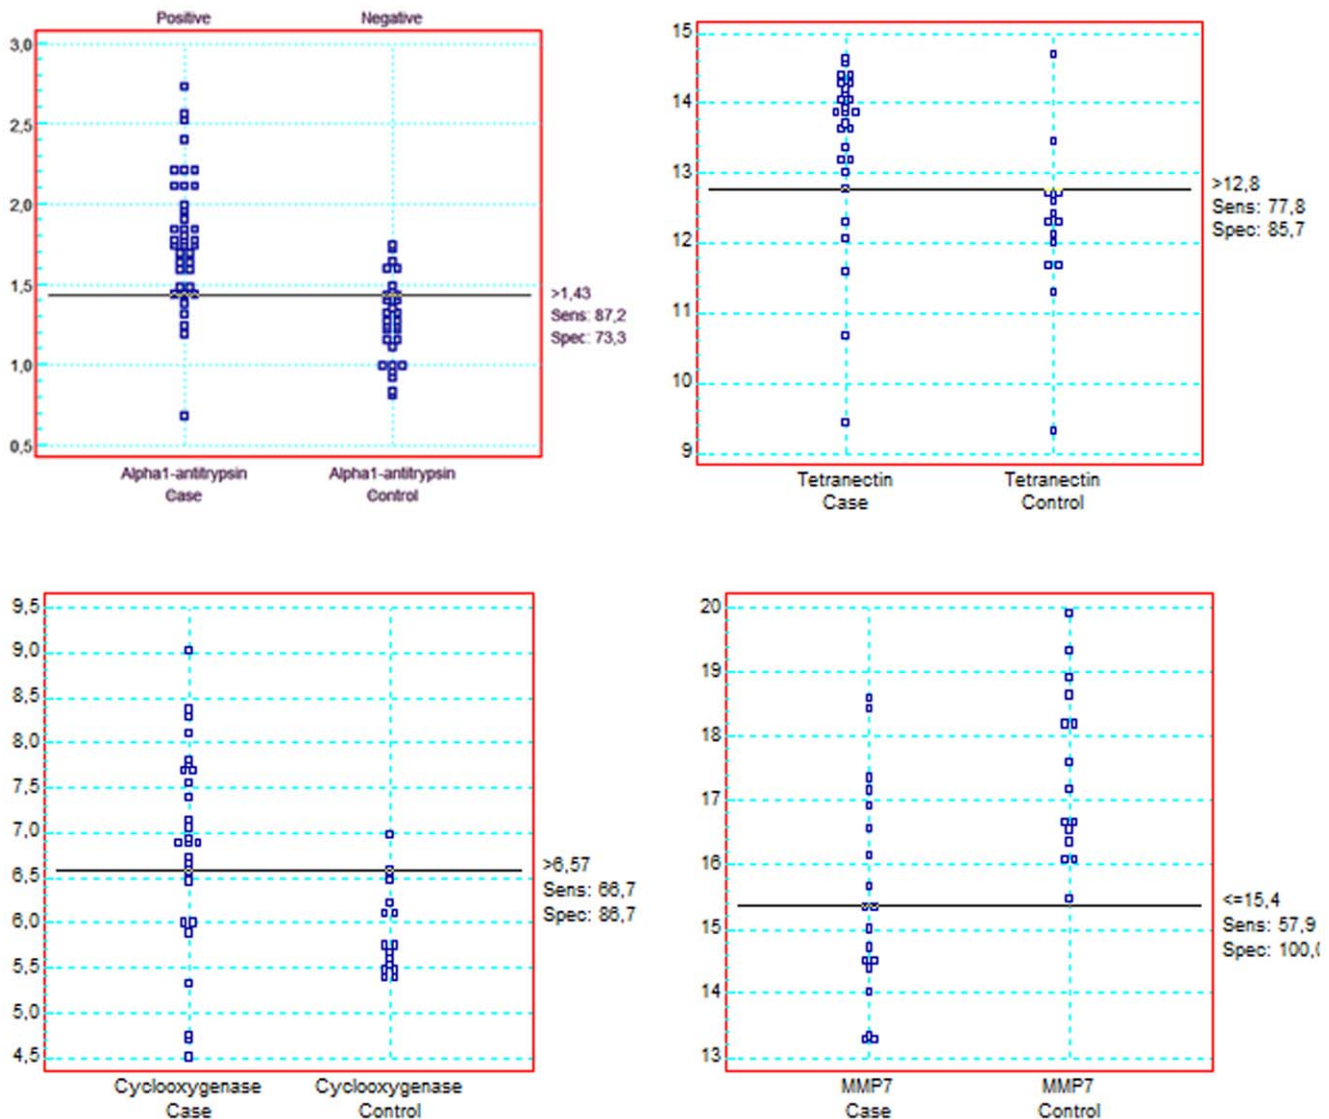 Positive Negative
3,0
2,5
2,0
1,5
1,0
0,5
>1,43
Sens: 87,2
Spec: 73,3
Alpha1-antitrypsin Alpha1-antitrypsin
Case Control
15
14
13
12
11
10
9
>12,8
Sens: 77,8
Spec: 85,7
Tetranectin Tetranectin
Case Control
9,5
9,0
8,5
8,0
7,5
7,0
6,5
6,0
5,5
5,0
4,5
>6,57
Sens: 66,7
Spec: 86,7
Cyclooxygenase Cyclooxygenase
Case Control
20
19
18
17
16
15
14
13
<=15,4
Sens: 57,9
Spec: 100,
MMP7 MMP7
Case Control